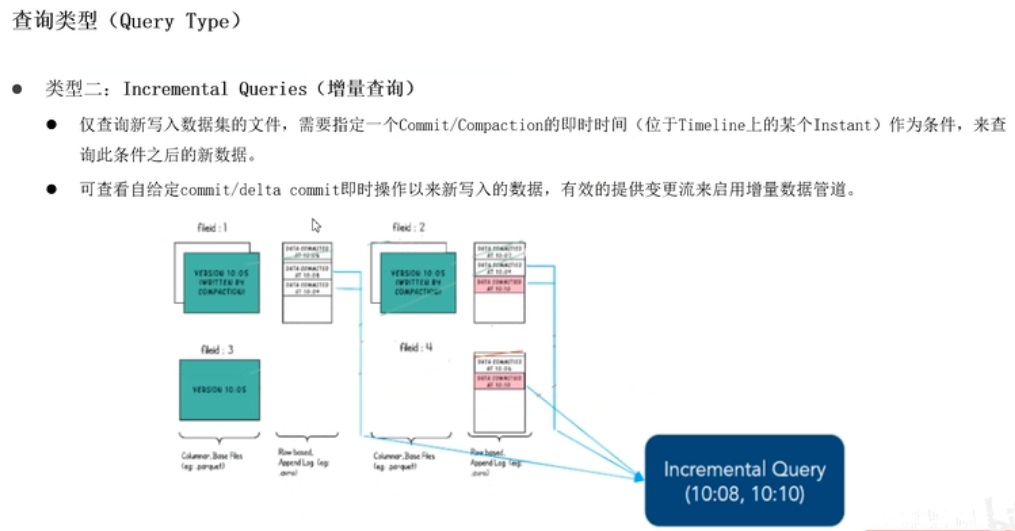 查询类型（Query Type）
● 类型二：Incremental Queries（增量查询）
● 仅查询新写入数据集的文件，需要指定一个Commit/Compaction的即时时间（位于Timeline上的某个Instant）作为条件，来查
询此条件之后的新数据。
● 可查看自给定commit/delta commit即时操作以来新写入的数据，有效的提供变更流来启用增量数据管道。
fileid : 1
fileid : 2
VERSION 10:05
(WRITTEN BY
COMPACTION)
DATA COMMITTED
DATA COMMITTED
AT 10:08
DATA COMMITTED
AT 10:09
VERSION 10:05
(WRITTEN BY
COMPACTION)
DATA COMMITTED
AT 10:07
DATA COMMITTED
AT 10:09
DATA COMMITTED
AT 10:10
fileid : 3
fileid : 4
VERSION 10:05
DATA COMMITTED
AT 10:06
DATA COMMITTED
AT 10:10
Columnar, Base Files
(eg: .parquet)
Row based,
Append Log (eg:
.avro)
Columnar, Base Files
(eg: .parquet)
Row based,
Append Log (eg:
.avro)
Incremental Query
(10:08, 10:10)